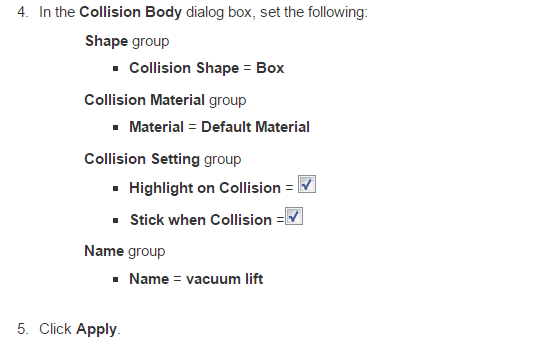 4. In the Collision Body dialog box, set the following:
Shape group
▪ Collision Shape = Box
Collision Material group
▪ Material = Default Material
Collision Setting group
▪ Highlight on Collision = ☑
▪ Stick when Collision =☑
Name group
▪ Name = vacuum lift
5. Click Apply.